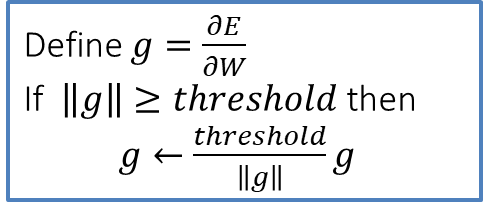 Define g = ∂E/∂W
If ‖g‖ ≥ threshold then
g ← threshold/‖g‖ g